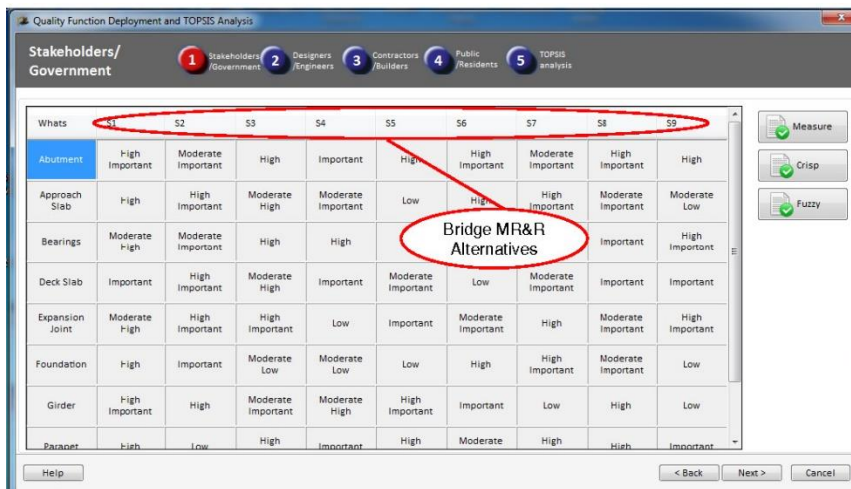 Quality Function Deployment and TOPSIS Analysis
Stakeholders/
Government
1 Stakeholders
/Government
2 Designers
/Engineers
3 Contractors
/Builders
4 Public
/Residents
5 TOPSIS
analysis
Whats S1 S2 S3 S4 S5 S6 S7 S8 S9
Abutment High Important Moderate Important High Important High High Important Moderate Important High Important High
Approach Slab High High Important Moderate High Moderate Important Low High Important Moderate Important Moderate Low
Bearings Moderate High Moderate Important High High Important High Important
Deck Slab Important High Important Moderate High Important Moderate Important Low Moderate Important Important Important
Expansion Joint Moderate High High Important High Important Low Important Moderate Important High Moderate Important High Important
Foundation High Important Moderate Low Moderate Low Low High High Important Moderate Important Low
Girder High Important High Moderate Important Moderate High High Important Important Low High Low
Parapet High Low High Important High Moderate High High Important
Bridge MR&R
Alternatives
Measure
Crisp
Fuzzy
Help
< Back
Next >
Cancel